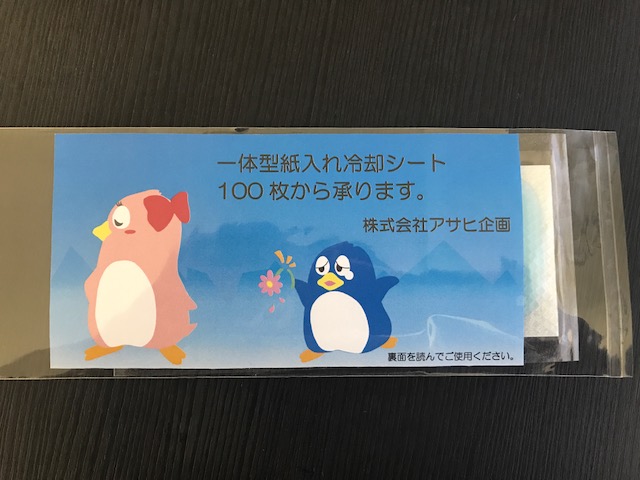 一体型紙入れ冷却シート
100枚から承ります。
株式会社アサヒ企画
裏面を読んでご使用ください。